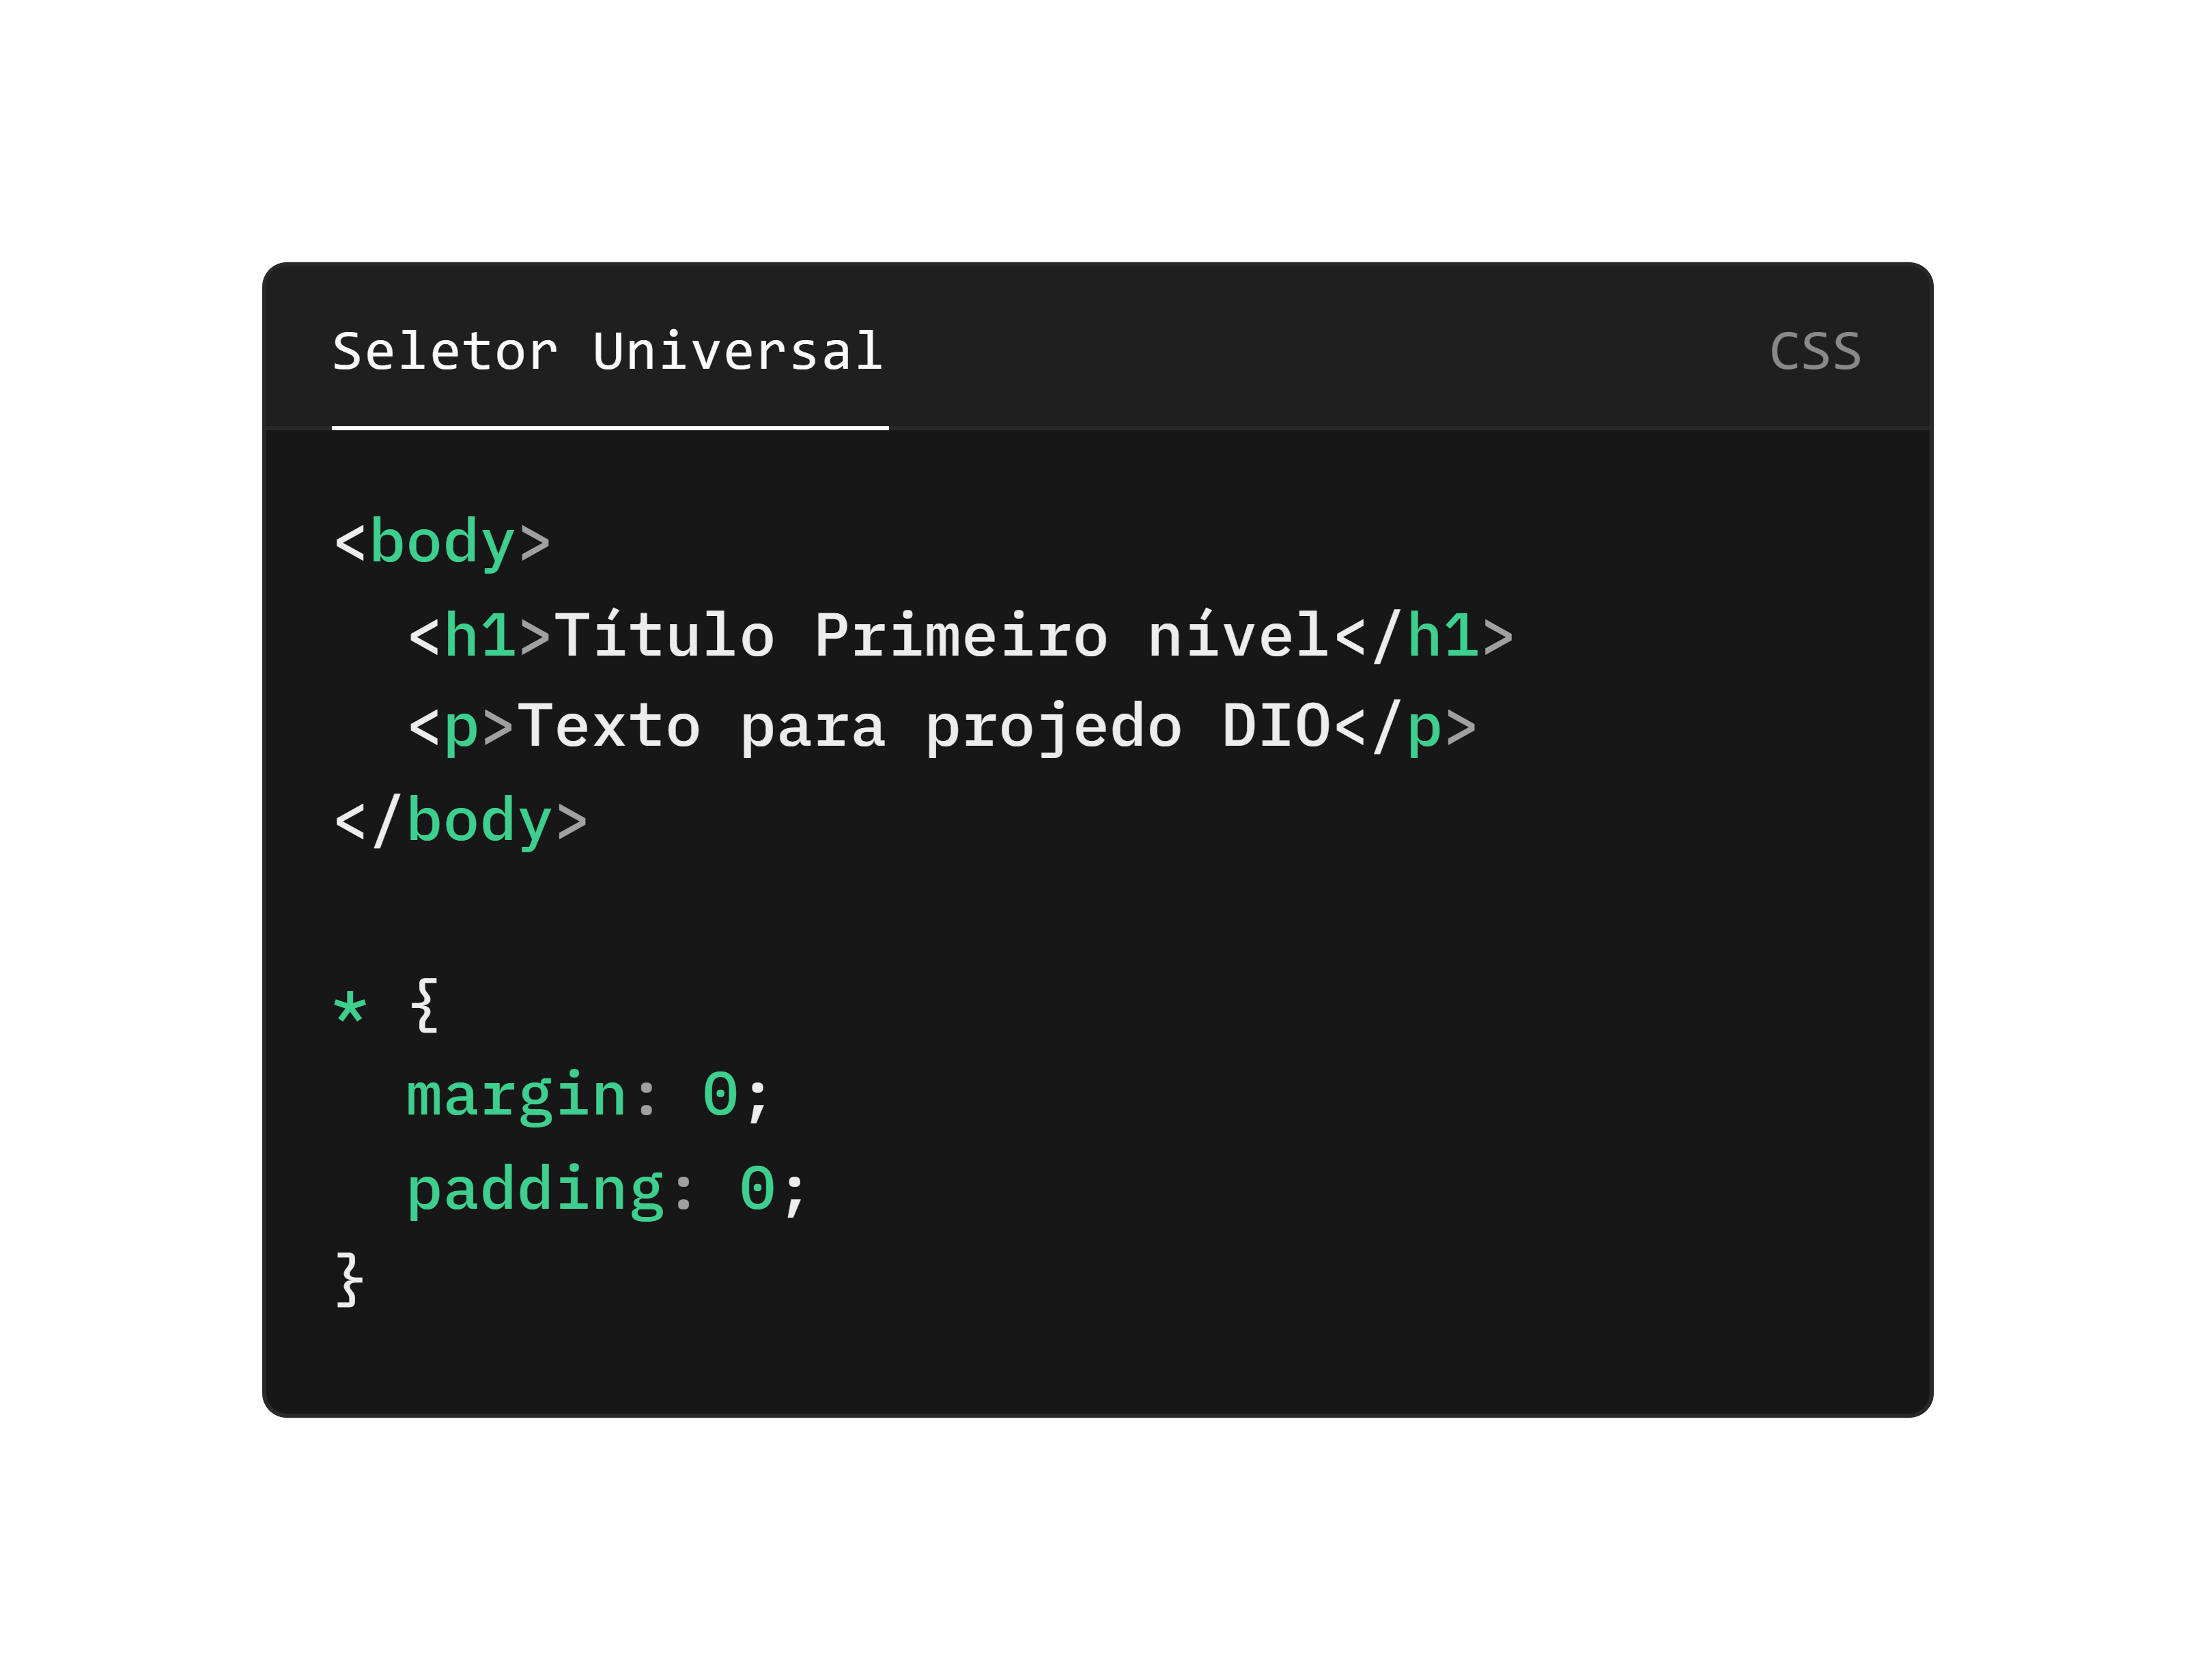 Seletor Universal
CSS
<body>
<h1>Título Primeiro nível</h1>
<p>Texto para projedo DIO</p>
</body>
* {
margin: 0;
padding: 0;
}